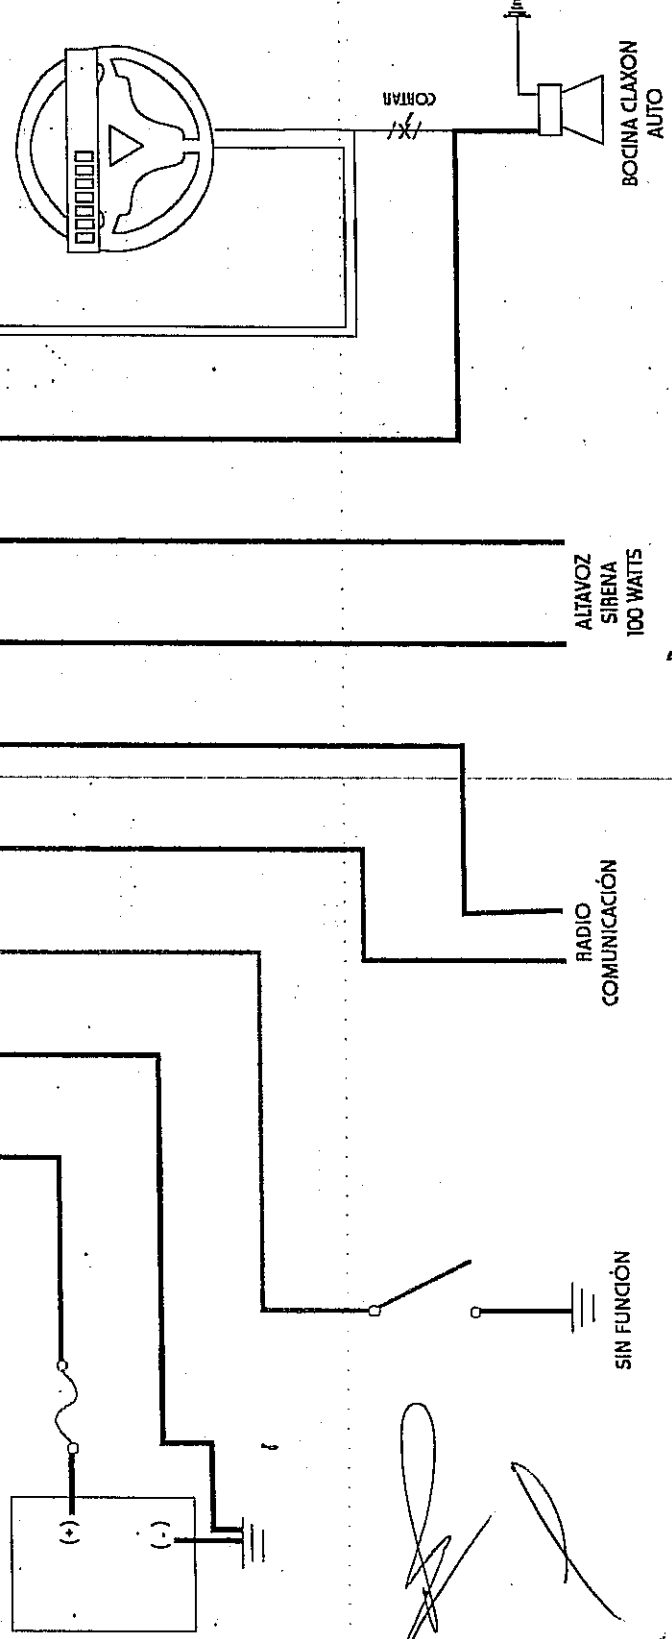 CORTAR
BOCINA CLAXON
AUTO
ALTAVOZ
SIRENA
100 WATTS
RADIO
COMUNICACIÓN
SIN FUNCIÓN
(+)
(-)